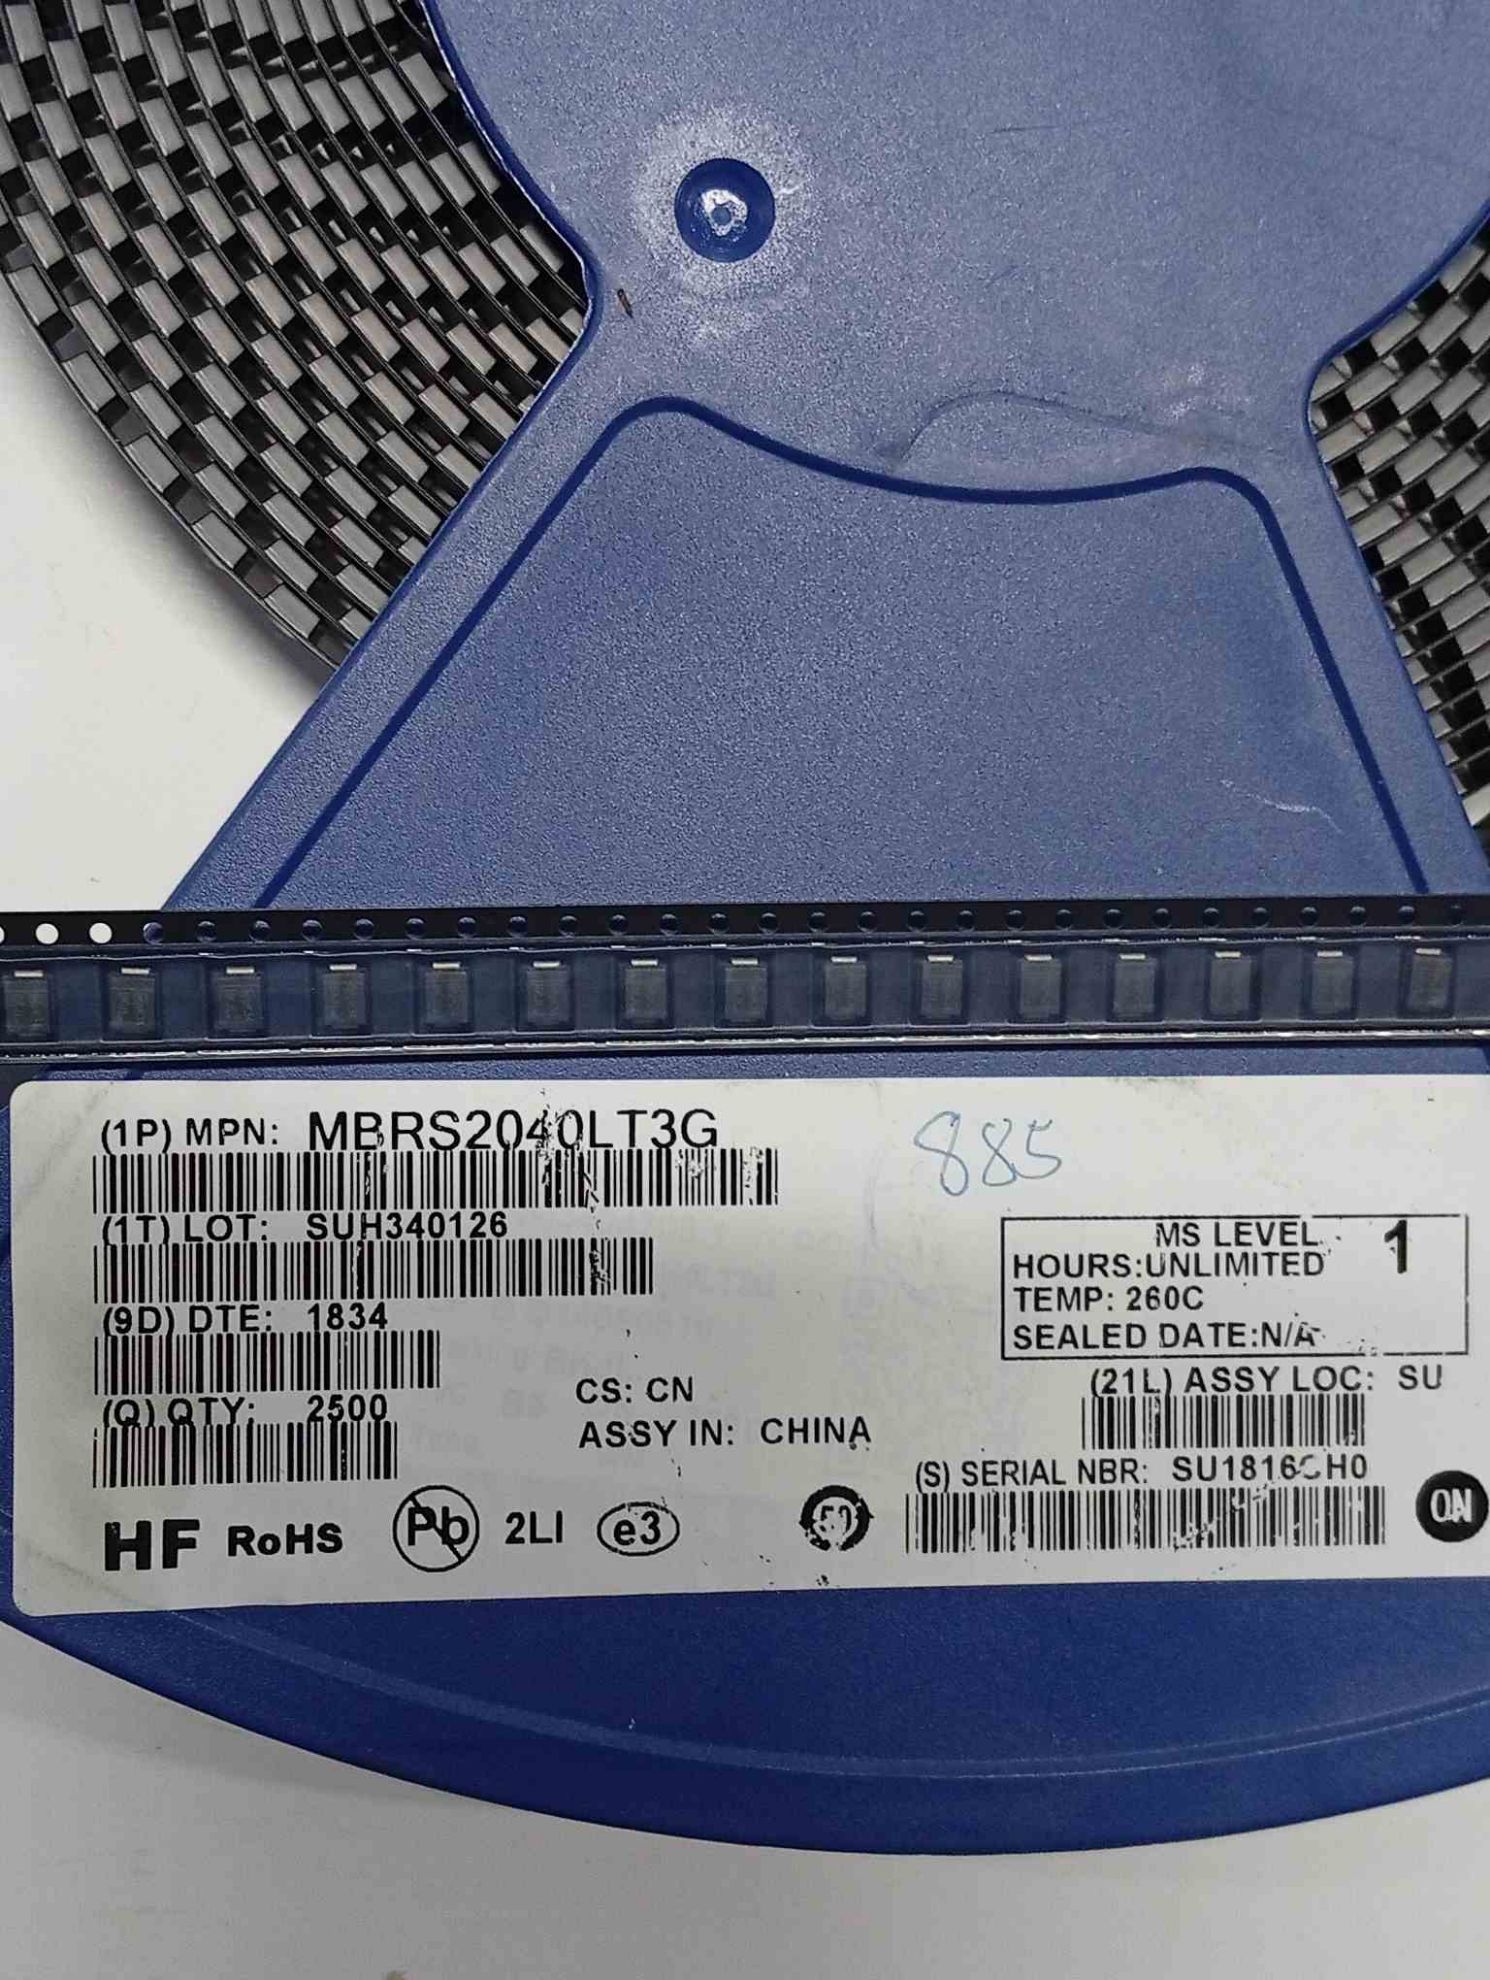 (1P) MPN: MBRS2040LT3G
885
(1T) LOT: SUH340126
MS LEVEL 1
HOURS:UNLIMITED
TEMP: 260C
SEALED DATE:N/A
(9D) DTE: 1834
(Q) QTY: 2500
CS: CN
ASSY IN: CHINA
(21L) ASSY LOC: SU
(S) SERIAL NBR:
HF RoHS Pb 2LI e3 50 ON